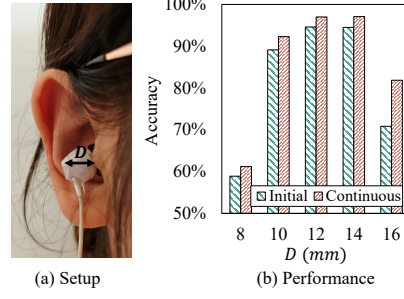 D
(a) Setup
100%
90%
80%
70%
60%
50%
Accuracy
Initial
Continuous
8 10 12 14 16
D (mm)
(b) Performance